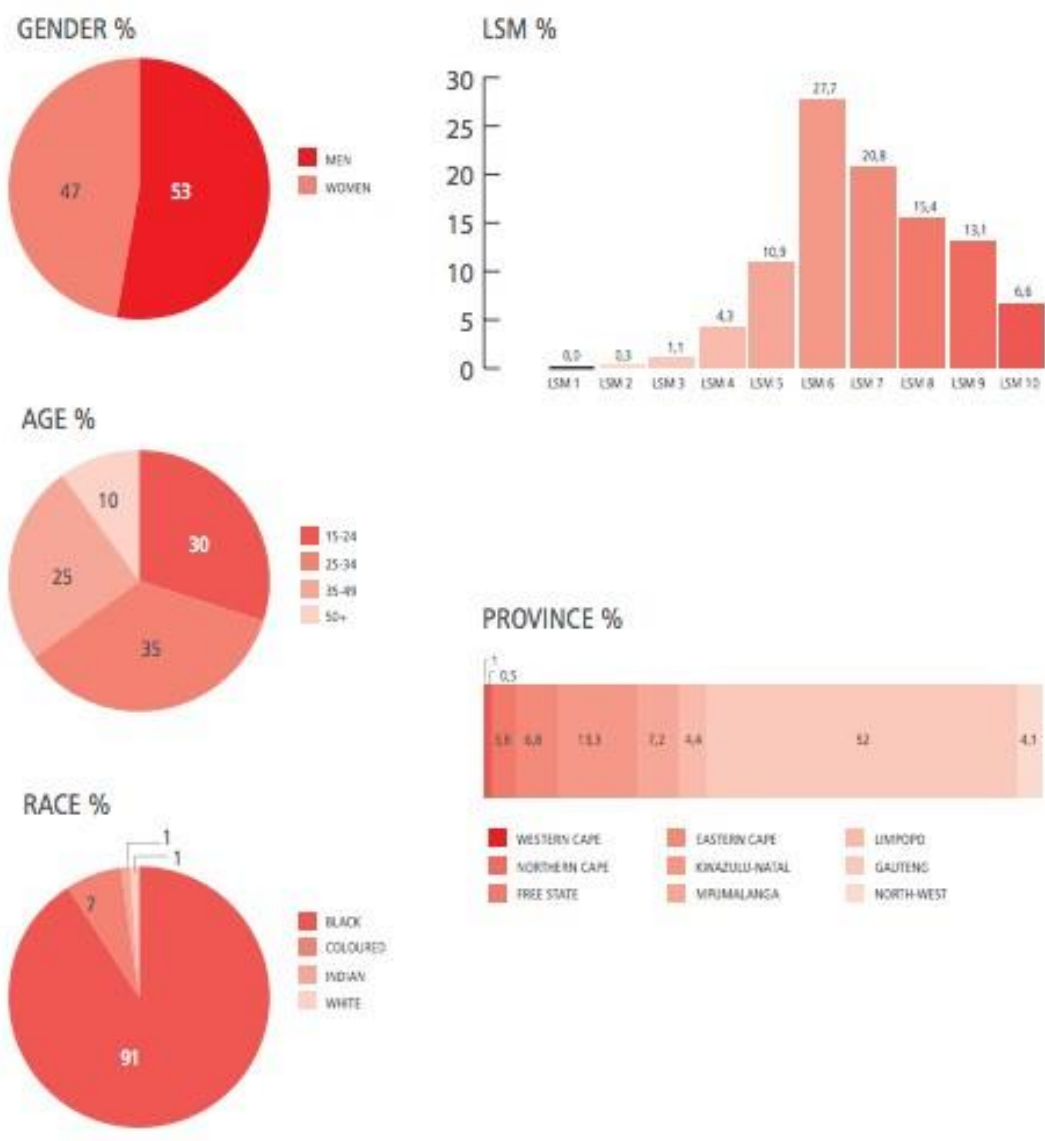 GENDER %
47
53
MEN
WOMEN
LSM %
30
25
20
15
10
5
0
0,0
0,3
1,1
4,3
10,9
27,7
20,8
15,4
13,1
6,6
LSM 1
LSM 2
LSM 3
LSM 4
LSM 5
LSM 6
LSM 7
LSM 8
LSM 9
LSM 10
AGE %
10
30
25
35
15-24
25-34
35-49
50+
PROVINCE %
1
0,5
6,8
13,3
7,2
4,4
52
4,1
WESTERN CAPE
EASTERN CAPE
LIMPOPO
NORTHERN CAPE
KWAZULU-NATAL
GAUTENG
FREE STATE
MPUMALANGA
NORTH-WEST
RACE %
1
1
7
91
BLACK
COLOURED
INDIAN
WHITE